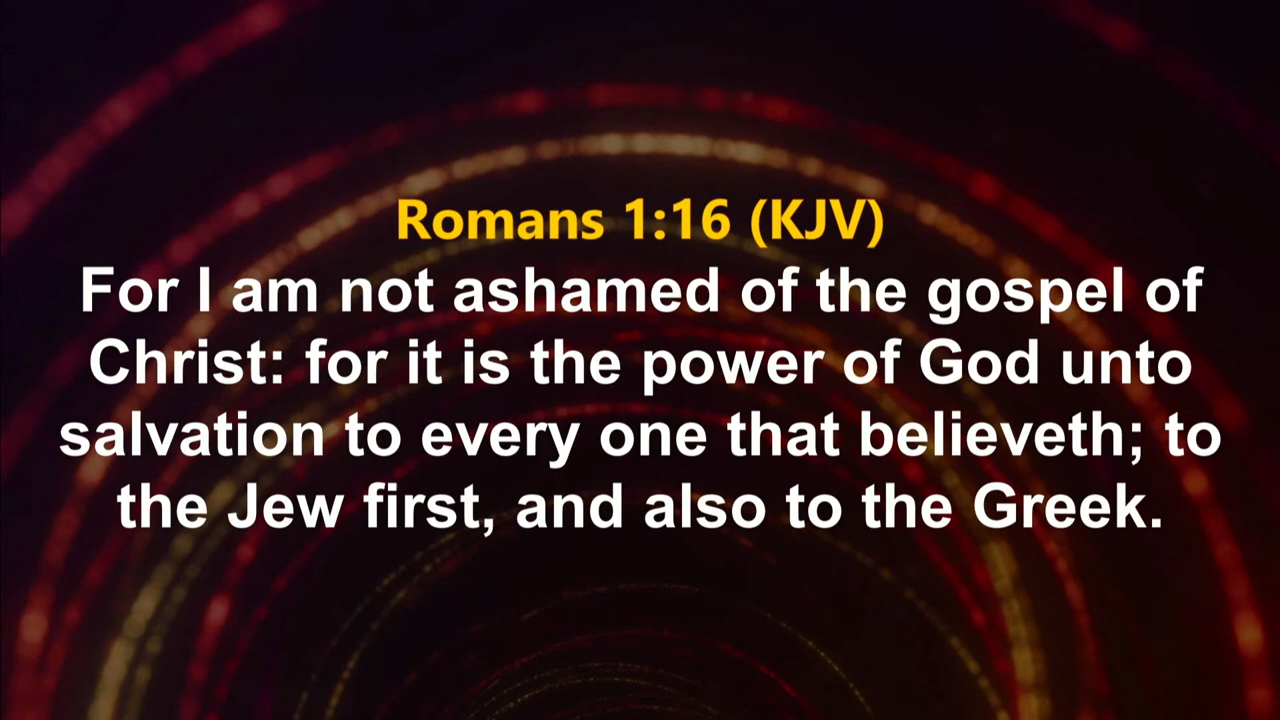 Romans 1:16 (KJV)
For I am not ashamed of the gospel of
Christ: for it is the power of God unto
salvation to every one that believeth; to
the Jew first, and also to the Greek.